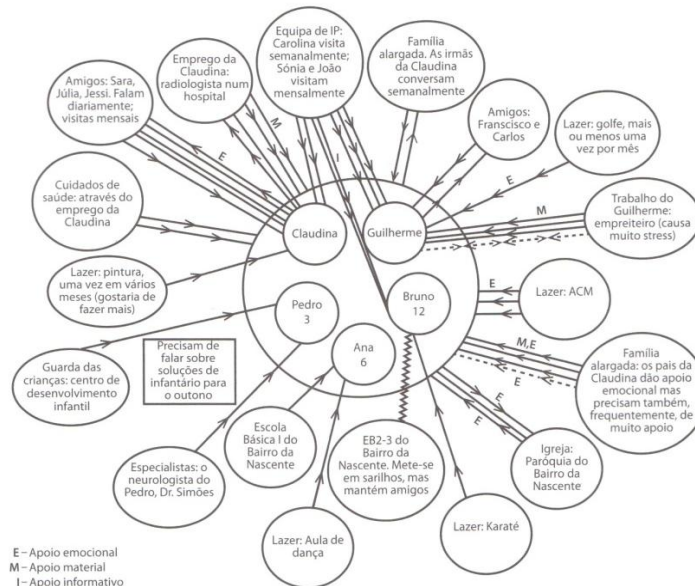 Equipa de IP:
Carolina visita
semanalmente;
Sónia e João
visitam
mensalmente
Família
alargada. As irmãs
da Claudina
conversam
semanalmente
Emprego da
Claudina:
radiologista num
hospital
Amigos: Sara,
Júlia, Jessi. Falam
diariamente;
visitas mensais
Amigos:
Franscisco e
Carlos
Lazer: golfe, mais
ou menos uma
vez por mês
M
E
I
E
Cuidados de
saúde: através do
emprego da
Claudina
Claudina
Guilherme
M
Trabalho do
Guilherme:
empreiteiro (causa
muito stress)
Lazer: pintura,
uma vez em vários
meses (gostaria de
fazer mais)
Pedro
3
Bruno
12
E
Lazer: ACM
Ana
6
Precisam de
falar sobre
soluções de
infantário para
o outono
Guarda das
crianças: centro de
desenvolvimento
infantil
M,E
E
Família
alargada: os pais da
Claudina dão apoio
emocional mas
precisam também,
frequentemente, de
muito apoio
E
E
Escola
Básica I do
Bairro da
Nascente
EB2-3 do
Bairro da
Nascente. Mete-se
em sarilhos, mas
mantém amigos
Igreja:
Paróquia do
Bairro da
Nascente
Especialistas: o
neurologista do
Pedro, Dr. Simões
Lazer: Aula de
dança
Lazer: Karaté
E – Apoio emocional
M – Apoio material
I – Apoio informativo